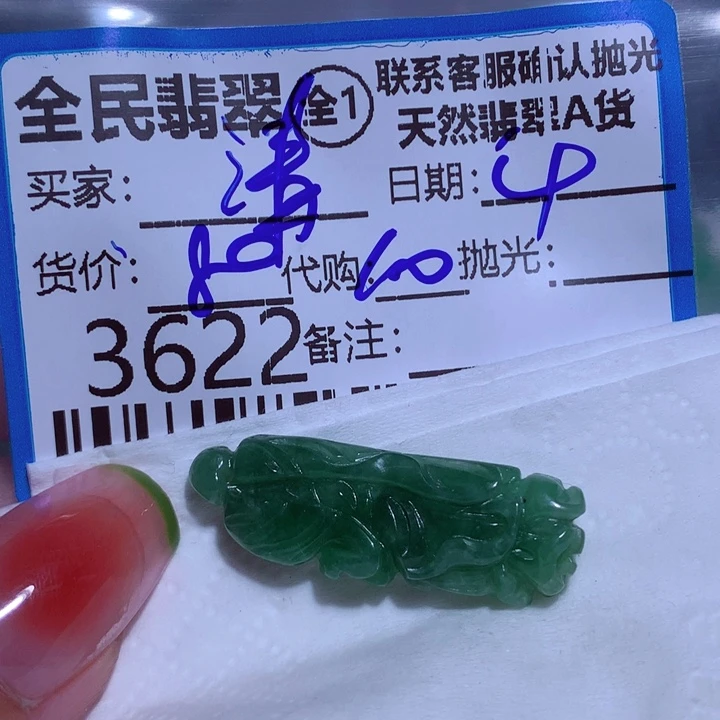 全民翡翠 全1 联系客服确认抛光
天然翡翠A货
买家: 日期:
货价: 代购: 抛光:
3622 备注: